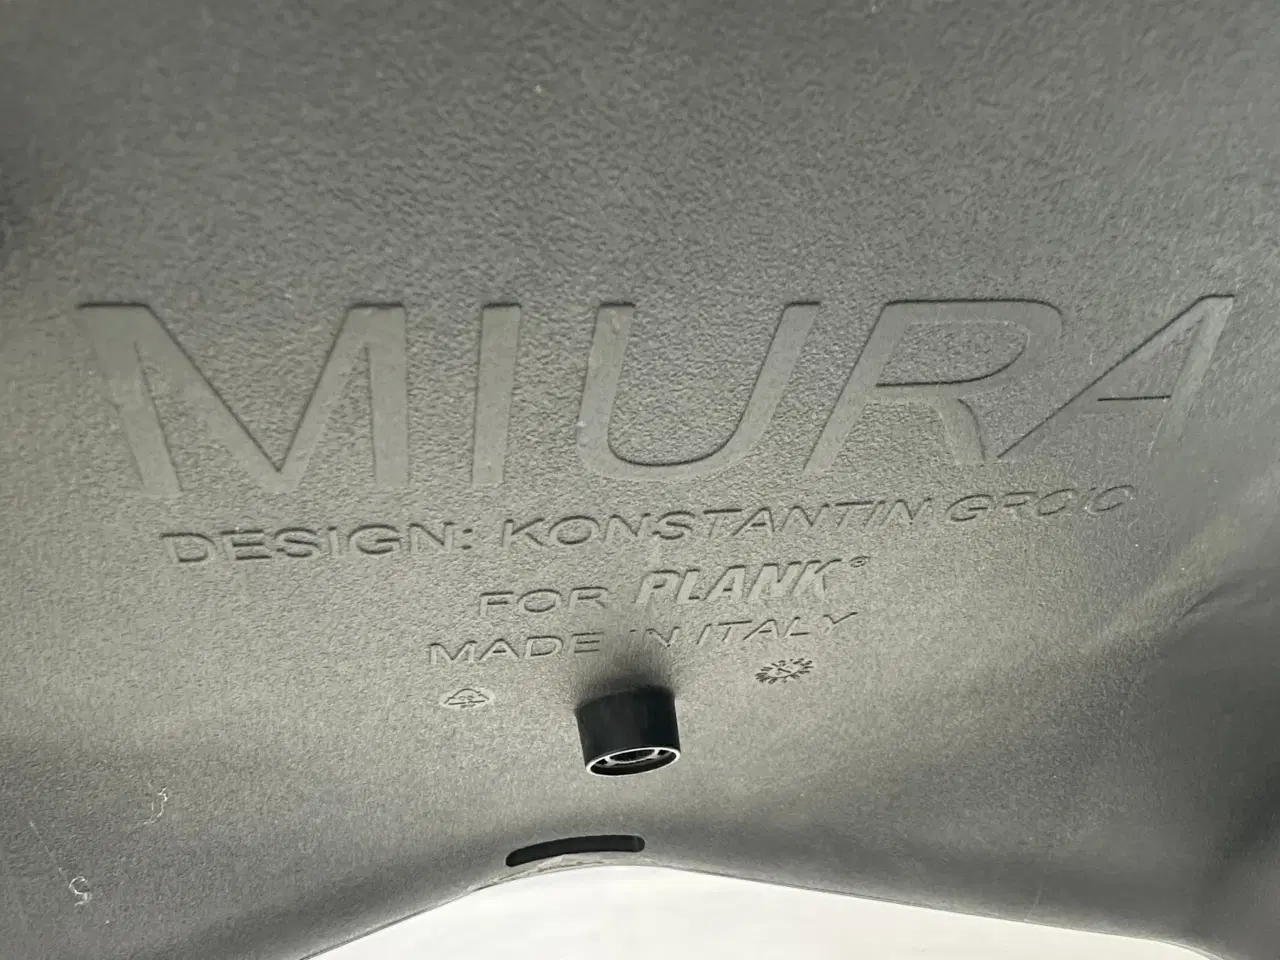 MIURA
DESIGN: KONSTANTIN GRCIC
FOR PLANK®
MADE IN ITALY